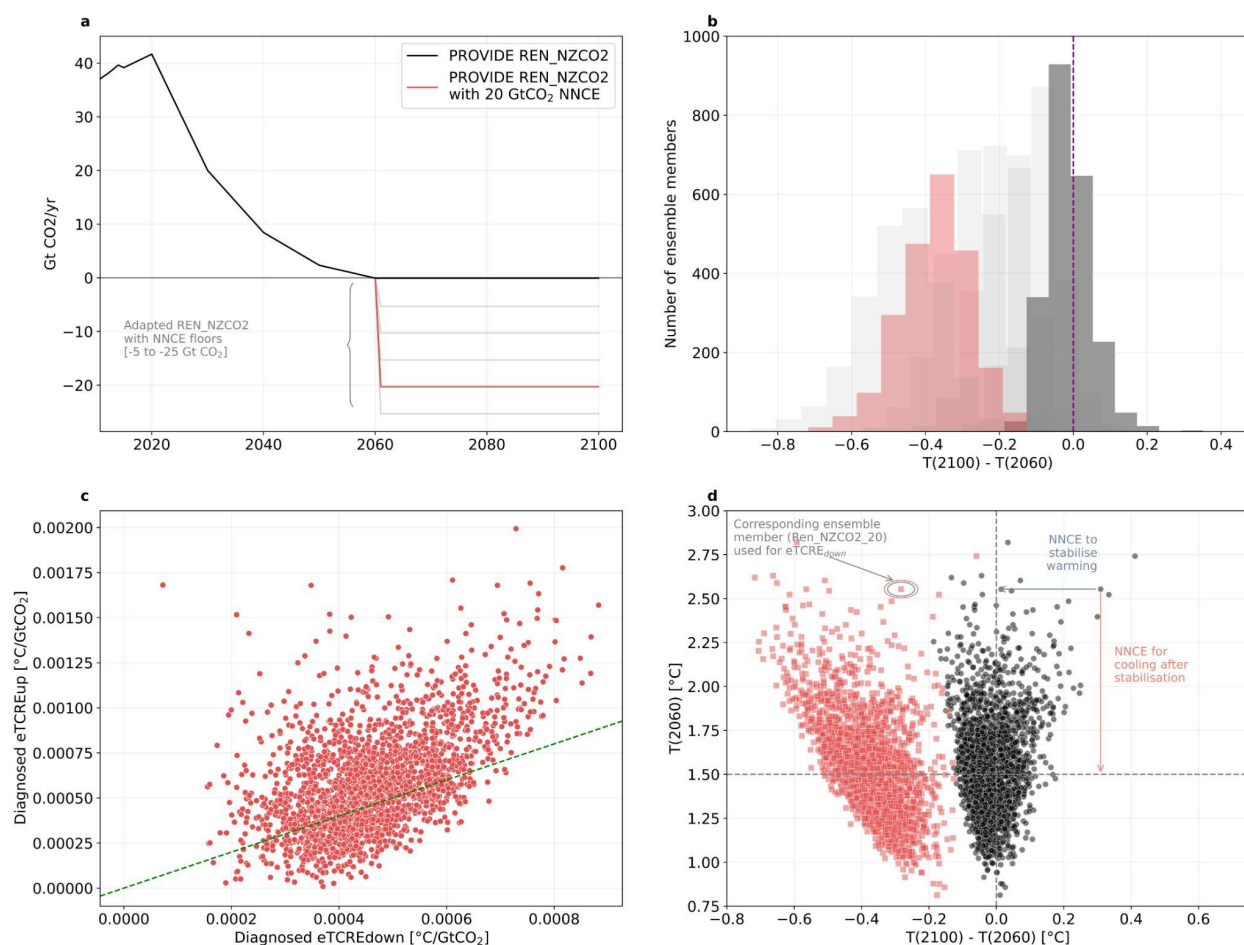 a
PROVIDE REN_NZCO2
PROVIDE REN_NZCO2
with 20 GtCO₂ NNCE
Gt CO2/yr
40
30
20
10
0
−10
−20
Adapted REN_NZCO2
with NNCE floors
[-5 to -25 Gt CO₂]
2020
2040
2060
2080
2100
b
Number of ensemble members
1000
800
600
400
200
0
−0.8
−0.6
−0.4
−0.2
0.0
0.2
0.4
T(2100) - T(2060)
c
Diagnosed eTCREup [°C/GtCO₂]
0.00200
0.00175
0.00150
0.00125
0.00100
0.00075
0.00050
0.00025
0.00000
0.0000
0.0002
0.0004
0.0006
0.0008
Diagnosed eTCREdown [°C/GtCO₂]
d
T(2060) [°C]
3.00
2.75
2.50
2.25
2.00
1.75
1.50
1.25
1.00
0.75
Corresponding ensemble
member (Ren_NZCO2_20)
used for eTCRE_down
NNCE to
stabilise
warming
NNCE for
cooling after
stabilisation
−0.8
−0.6
−0.4
−0.2
0.0
0.2
0.4
0.6
T(2100) - T(2060) [°C]